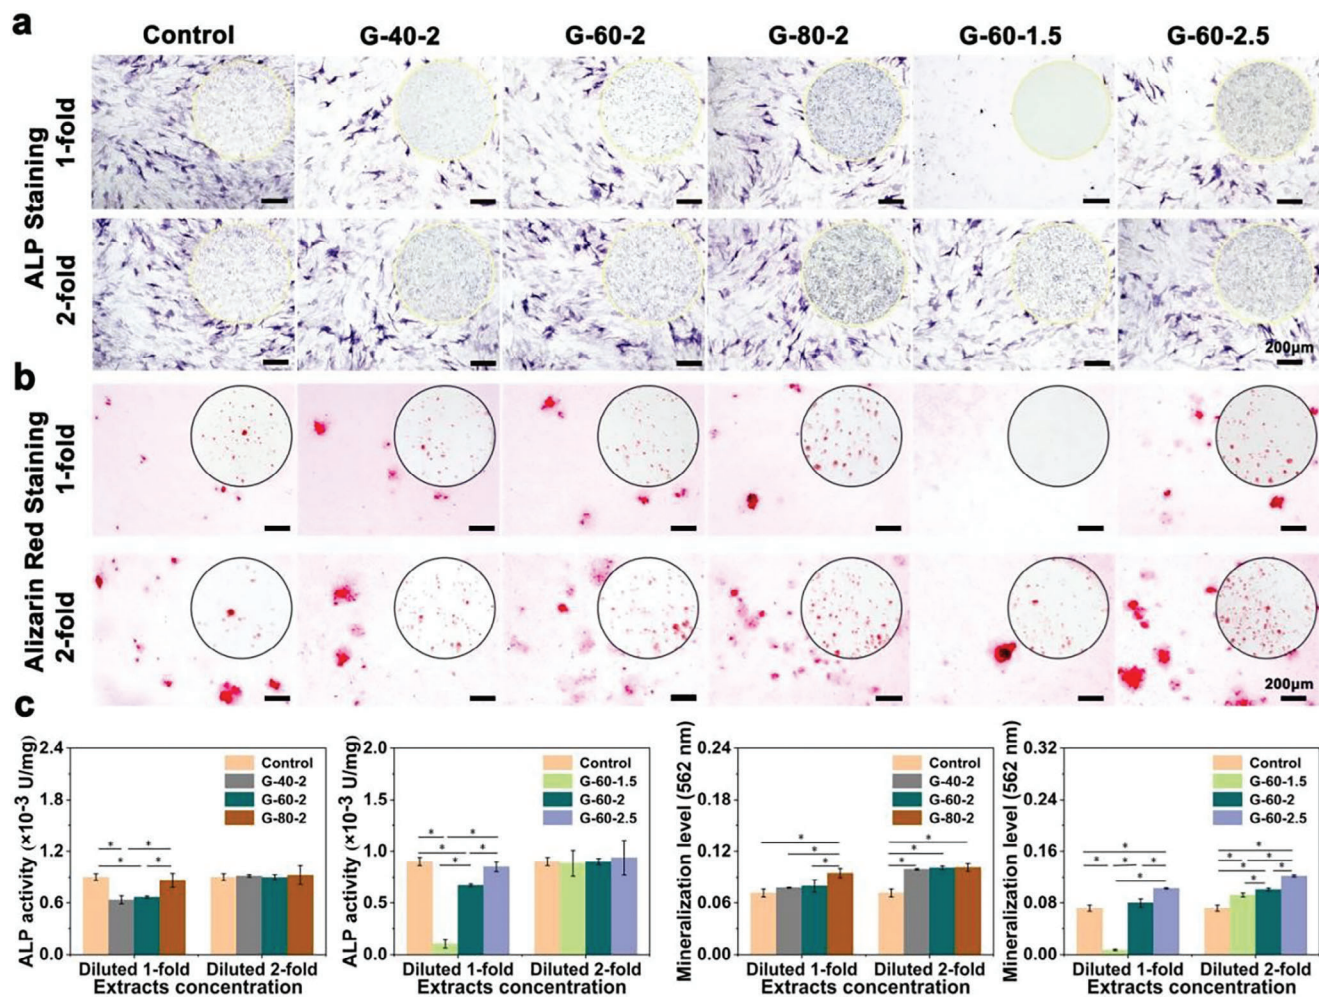 a
Control G-40-2 G-60-2 G-80-2 G-60-1.5 G-60-2.5
ALP Staining
1-fold
2-fold
200μm
b
Alizarin Red Staining
1-fold
2-fold
200μm
c
ALP activity (×10⁻³ U/mg)
2.4
1.8
1.2
0.6
0.0
Control
G-40-2
G-60-2
G-80-2
* *
* *
Diluted 1-fold Diluted 2-fold
Extracts concentration
ALP activity (×10⁻³ U/mg)
2.0
1.5
1.0
0.5
0.0
Control
G-60-1.5
G-60-2
G-60-2.5
* *
* *
Diluted 1-fold Diluted 2-fold
Extracts concentration
Mineralization level (562 nm)
0.24
0.18
0.12
0.06
0.00
Control
G-40-2
G-60-2
G-80-2
* *
* *
* *
Diluted 1-fold Diluted 2-fold
Extracts concentration
Mineralization level (562 nm)
0.32
0.24
0.16
0.08
0.00
Control
G-60-1.5
G-60-2
G-60-2.5
*
* *
* *
* * *
* * *
Diluted 1-fold Diluted 2-fold
Extracts concentration